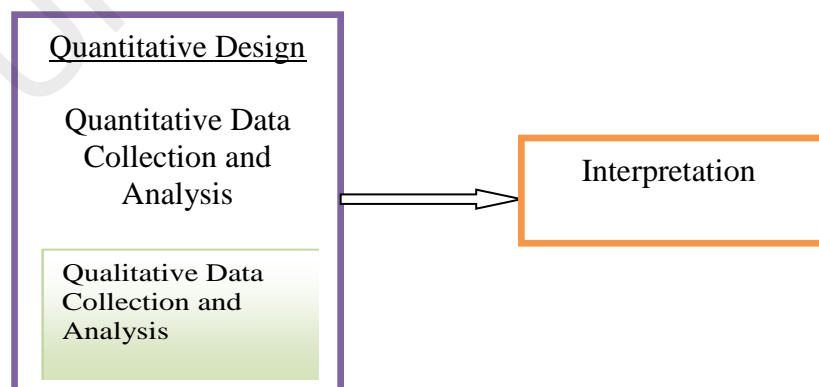 Quantitative Design
Quantitative Data
Collection and
Analysis
Qualitative Data
Collection and
Analysis
Interpretation